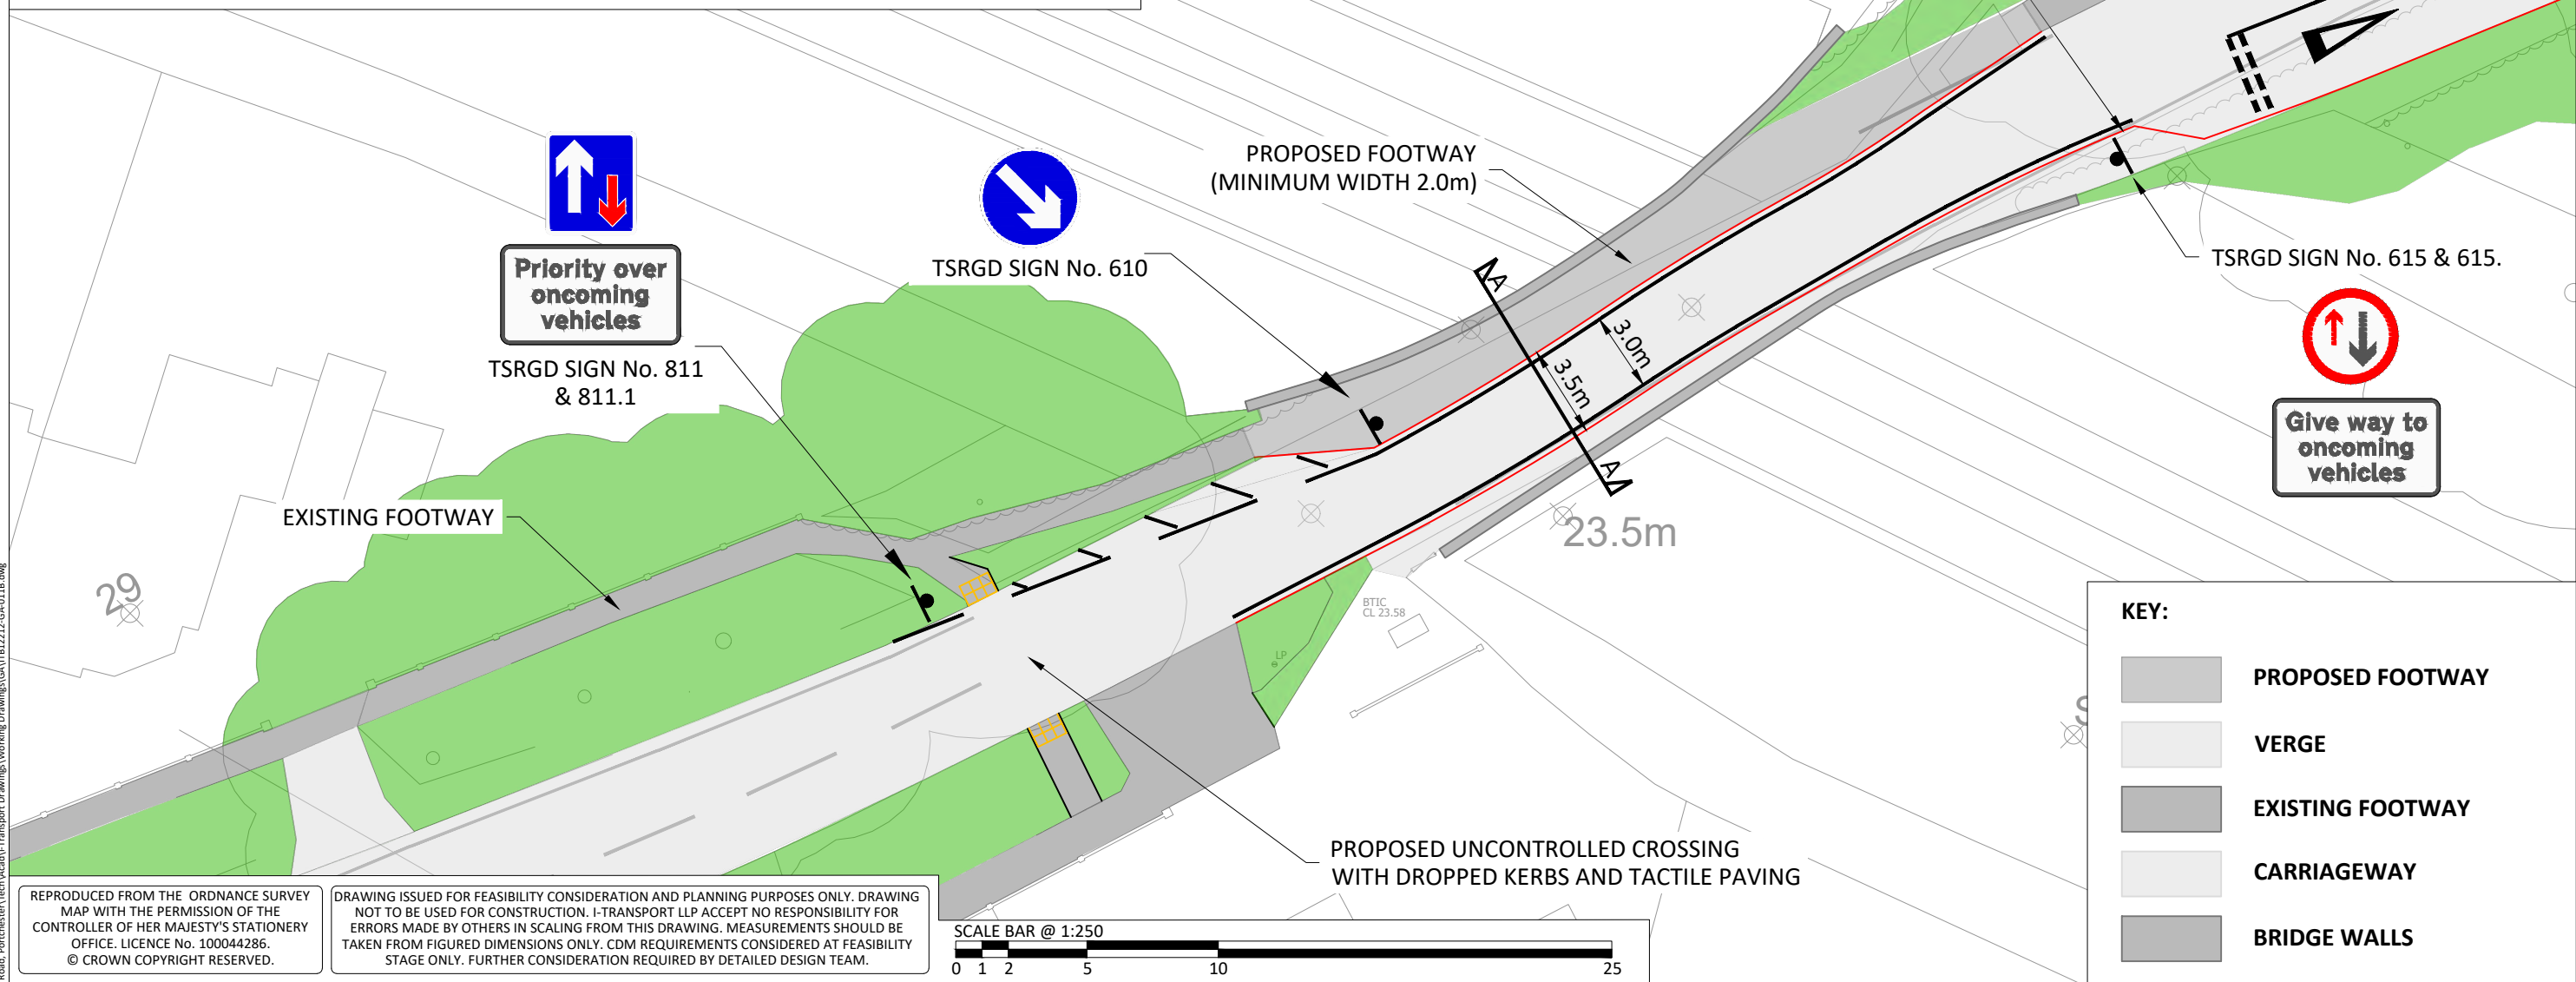 Priority over
oncoming
vehicles
TSRGD SIGN No. 811
& 811.1
TSRGD SIGN No. 610
PROPOSED FOOTWAY
(MINIMUM WIDTH 2.0m)
TSRGD SIGN No. 615 & 615.
Give way to
oncoming
vehicles
A
A
3.0m
3.5m
EXISTING FOOTWAY
29
23.5m
BTIC
CL 23.58
LP
PROPOSED UNCONTROLLED CROSSING
WITH DROPPED KERBS AND TACTILE PAVING
KEY:
PROPOSED FOOTWAY
VERGE
EXISTING FOOTWAY
CARRIAGEWAY
BRIDGE WALLS
REPRODUCED FROM THE ORDNANCE SURVEY
MAP WITH THE PERMISSION OF THE
CONTROLLER OF HER MAJESTY'S STATIONERY
OFFICE. LICENCE No. 100044286.
© CROWN COPYRIGHT RESERVED.
DRAWING ISSUED FOR FEASIBILITY CONSIDERATION AND PLANNING PURPOSES ONLY. DRAWING
NOT TO BE USED FOR CONSTRUCTION. I-TRANSPORT LLP ACCEPT NO RESPONSIBILITY FOR
ERRORS MADE BY OTHERS IN SCALING FROM THIS DRAWING. MEASUREMENTS SHOULD BE
TAKEN FROM FIGURED DIMENSIONS ONLY. CDM REQUIREMENTS CONSIDERED AT FEASIBILITY
STAGE ONLY. FURTHER CONSIDERATION REQUIRED BY DETAILED DESIGN TEAM.
SCALE BAR @ 1:250
0 1 2 5 10 25